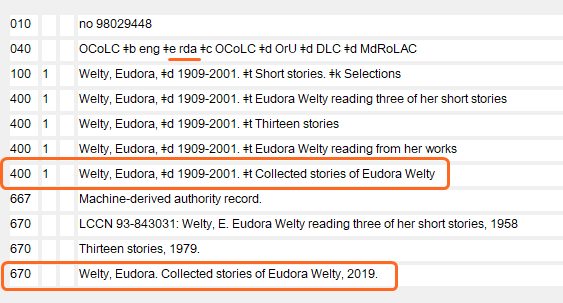 010 no 98029448
040 OCoLC ǂb eng ǂe rda ǂc OCoLC ǂd OrU ǂd DLC ǂd MdRoLAC
100 1 Welty, Eudora, ǂd 1909-2001. ǂt Short stories. ǂk Selections
400 1 Welty, Eudora, ǂd 1909-2001. ǂt Eudora Welty reading three of her short stories
400 1 Welty, Eudora, ǂd 1909-2001. ǂt Thirteen stories
400 1 Welty, Eudora, ǂd 1909-2001. ǂt Eudora Welty reading from her works
400 1 Welty, Eudora, ǂd 1909-2001. ǂt Collected stories of Eudora Welty
667 Machine-derived authority record.
670 LCCN 93-843031: Welty, E. Eudora Welty reading three of her short stories, 1958
670 Thirteen stories, 1979.
670 Welty, Eudora. Collected stories of Eudora Welty, 2019.